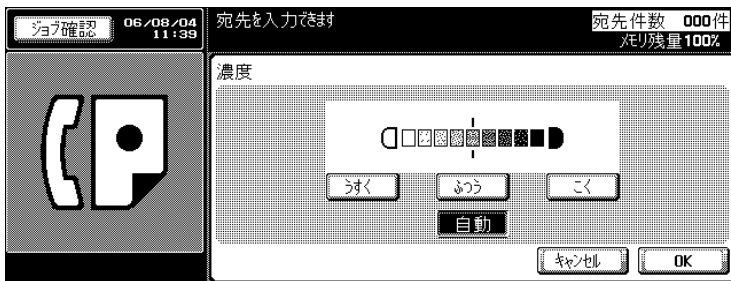 ジョブ確認
06/08/04
11:39
宛先を入力できます
宛先件数 000件
メモリ残量100%
濃度
うすく
ふつう
こく
自動
キャンセル
OK